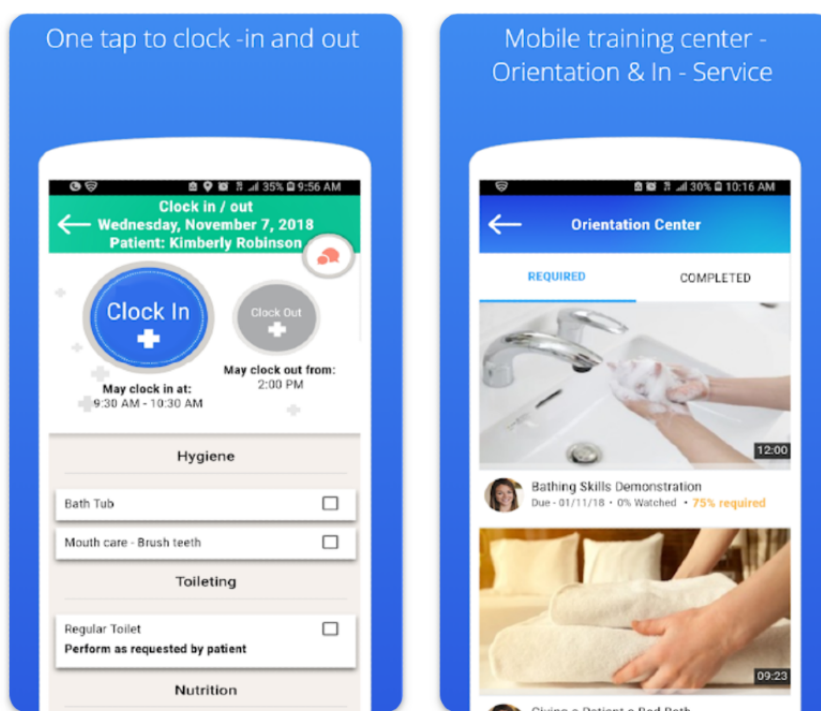 One tap to clock -in and out
35% 9:56 AM
Clock in / out
Wednesday, November 7, 2018
Patient: Kimberly Robinson
Clock In
Clock Out
May clock in at:
9:30 AM - 10:30 AM
May clock out from:
2:00 PM
Hygiene
Bath Tub
Mouth care - Brush teeth
Toileting
Regular Toilet
Perform as requested by patient
Nutrition
Mobile training center -
Orientation & In - Service
30% 10:16 AM
Orientation Center
REQUIRED COMPLETED
12:00
Bathing Skills Demonstration
Due - 01/11/18 • 0% Watched • 75% required
09:23
Giving a Patient a Bed Bath